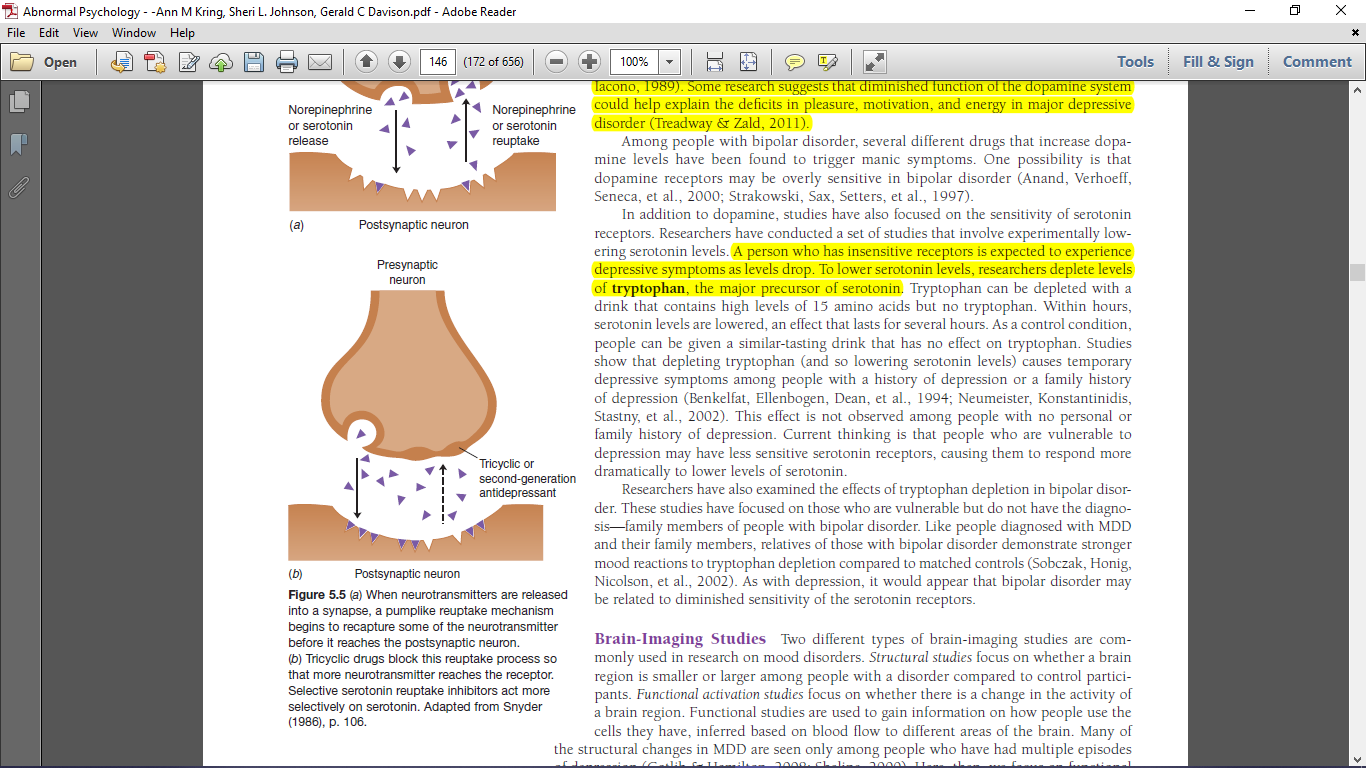 Abnormal Psychology - -Ann M Kring, Sheri L. Johnson, Gerald C Davison.pdf - Adobe Reader
File Edit View Window Help
Open 146 (172 of 656) 100% Tools Fill & Sign Comment
Norepinephrine
or serotonin
release
Norepinephrine
or serotonin
reuptake
(a) Postsynaptic neuron
Presynaptic
neuron
Tricyclic or
second-generation
antidepressant
(b) Postsynaptic neuron
Figure 5.5 (a) When neurotransmitters are released
into a synapse, a pumplike reuptake mechanism
begins to recapture some of the neurotransmitter
before it reaches the postsynaptic neuron.
(b) Tricyclic drugs block this reuptake process so
that more neurotransmitter reaches the receptor.
Selective serotonin reuptake inhibitors act more
selectively on serotonin. Adapted from Snyder
(1986), p. 106.
Iacono, 1989). Some research suggests that diminished function of the dopamine system
could help explain the deficits in pleasure, motivation, and energy in major depressive
disorder (Treadway & Zald, 2011).
Among people with bipolar disorder, several different drugs that increase dopa-
mine levels have been found to trigger manic symptoms. One possibility is that
dopamine receptors may be overly sensitive in bipolar disorder (Anand, Verhoeff,
Seneca, et al., 2000; Strakowski, Sax, Setters, et al., 1997).
In addition to dopamine, studies have also focused on the sensitivity of serotonin
receptors. Researchers have conducted a set of studies that involve experimentally low-
ering serotonin levels. A person who has insensitive receptors is expected to experience
depressive symptoms as levels drop. To lower serotonin levels, researchers deplete levels
of tryptophan, the major precursor of serotonin. Tryptophan can be depleted with a
drink that contains high levels of 15 amino acids but no tryptophan. Within hours,
serotonin levels are lowered, an effect that lasts for several hours. As a control condition,
people can be given a similar-tasting drink that has no effect on tryptophan. Studies
show that depleting tryptophan (and so lowering serotonin levels) causes temporary
depressive symptoms among people with a history of depression or a family history
of depression (Benkelfat, Ellenbogen, Dean, et al., 1994; Neumeister, Konstantinidis,
Stastny, et al., 2002). This effect is not observed among people with no personal or
family history of depression. Current thinking is that people who are vulnerable to
depression may have less sensitive serotonin receptors, causing them to respond more
dramatically to lower levels of serotonin.
Researchers have also examined the effects of tryptophan depletion in bipolar disor-
der. These studies have focused on those who are vulnerable but do not have the diagno-
sis—family members of people with bipolar disorder. Like people diagnosed with MDD
and their family members, relatives of those with bipolar disorder demonstrate stronger
mood reactions to tryptophan depletion compared to matched controls (Sobczak, Honig,
Nicolson, et al., 2002). As with depression, it would appear that bipolar disorder may
be related to diminished sensitivity of the serotonin receptors.
Brain-Imaging Studies Two different types of brain-imaging studies are com-
monly used in research on mood disorders. Structural studies focus on whether a brain
region is smaller or larger among people with a disorder compared to control partici-
pants. Functional activation studies focus on whether there is a change in the activity of
a brain region. Functional studies are used to gain information on how people use the
cells they have, inferred based on blood flow to different areas of the brain. Many of
the structural changes in MDD are seen only among people who have had multiple episodes